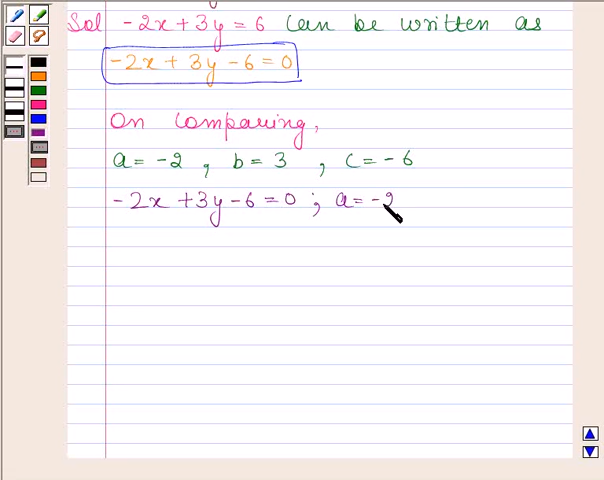 Sol -2x + 3y = 6 can be written as
-2x + 3y - 6 = 0
On comparing,
a = -2 , b = 3 , c = - 6
-2x + 3y - 6 = 0 ; a = -2